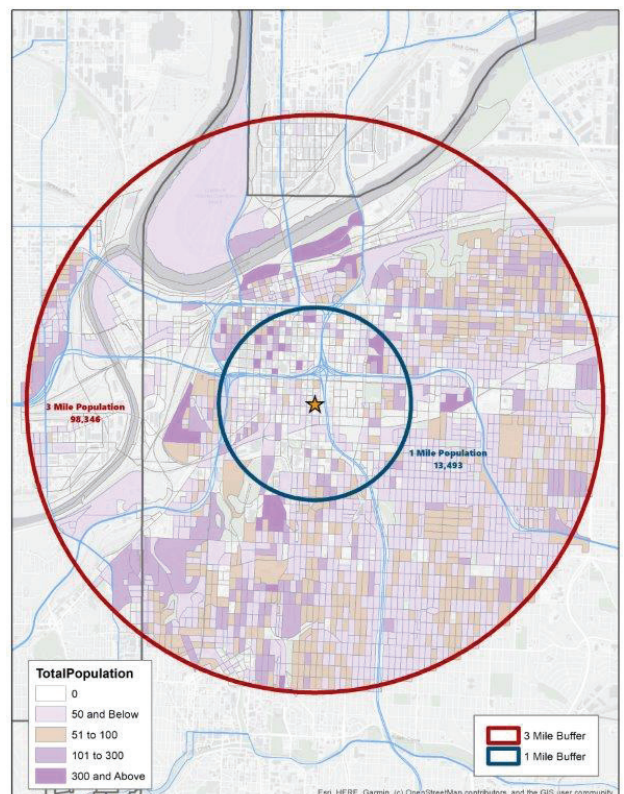 3 Mile Population
98,346
1 Mile Population
13,493
TotalPopulation
0
50 and Below
51 to 100
101 to 300
300 and Above
3 Mile Buffer
1 Mile Buffer
Esri, HERE, Garmin, (c) OpenStreetMap contributors, and the GIS user community